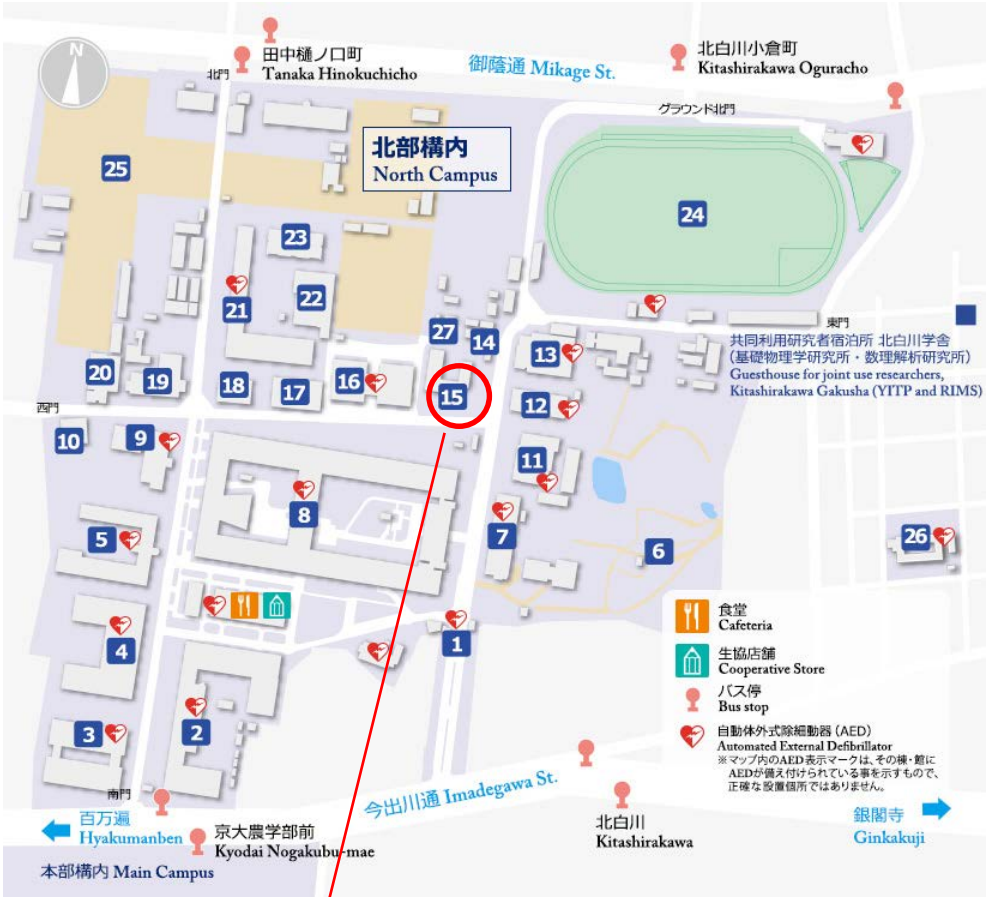 N
田中樋ノ口町
Tanaka Hinokuchicho
北門
御蔭通 Mikage St.
北白川小倉町
Kitashirakawa Oguracho
グラウンド北門
北部構内
North Campus
25
24
23
22
21
27
14
13
東門
共同利用研究者宿泊所 北白川学舎
(基礎物理学研究所・数理解析研究所)
Guesthouse for joint use researchers,
Kitashirakawa Gakusha (YITP and RIMS)
20
19
18
17
16
15
12
西門
10
9
11
8
7
5
6
26
4
1
3
2
食堂
Cafeteria
生協店舗
Cooperative Store
バス停
Bus stop
自動体外式除細動器(AED)
Automated External Defibrillator
※マップ内のAED表示マークは、その棟・館に
AEDが備え付けられている事を示すもので、
正確な設置個所ではありません。
南門
百万遍
Hyakumanben
京大農学部前
Kyodai Nogakubu-mae
今出川通 Imadegawa St.
北白川
Kitashirakawa
銀閣寺
Ginkakuji
本部構内 Main Campus